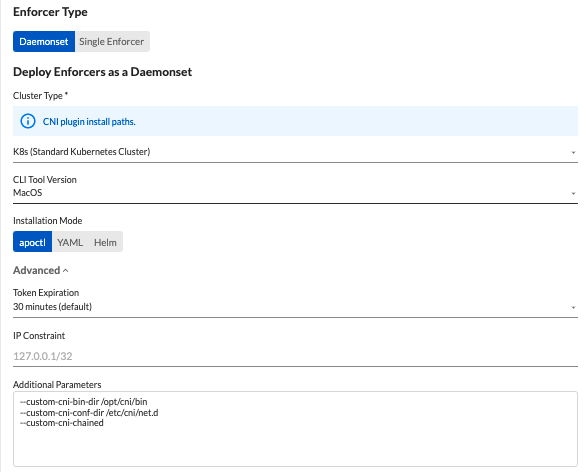 Enforcer Type
Daemonset Single Enforcer
Deploy Enforcers as a Daemonset
Cluster Type *
CNI plugin install paths.
K8s (Standard Kubernetes Cluster)
CLI Tool Version
MacOS
Installation Mode
apoctl YAML Helm
Advanced
Token Expiration
30 minutes (default)
IP Constraint
127.0.0.1/32
Additional Parameters
--custom-cni-bin-dir /opt/cni/bin
--custom-cni-conf-dir /etc/cni/net.d
--custom-cni-chained